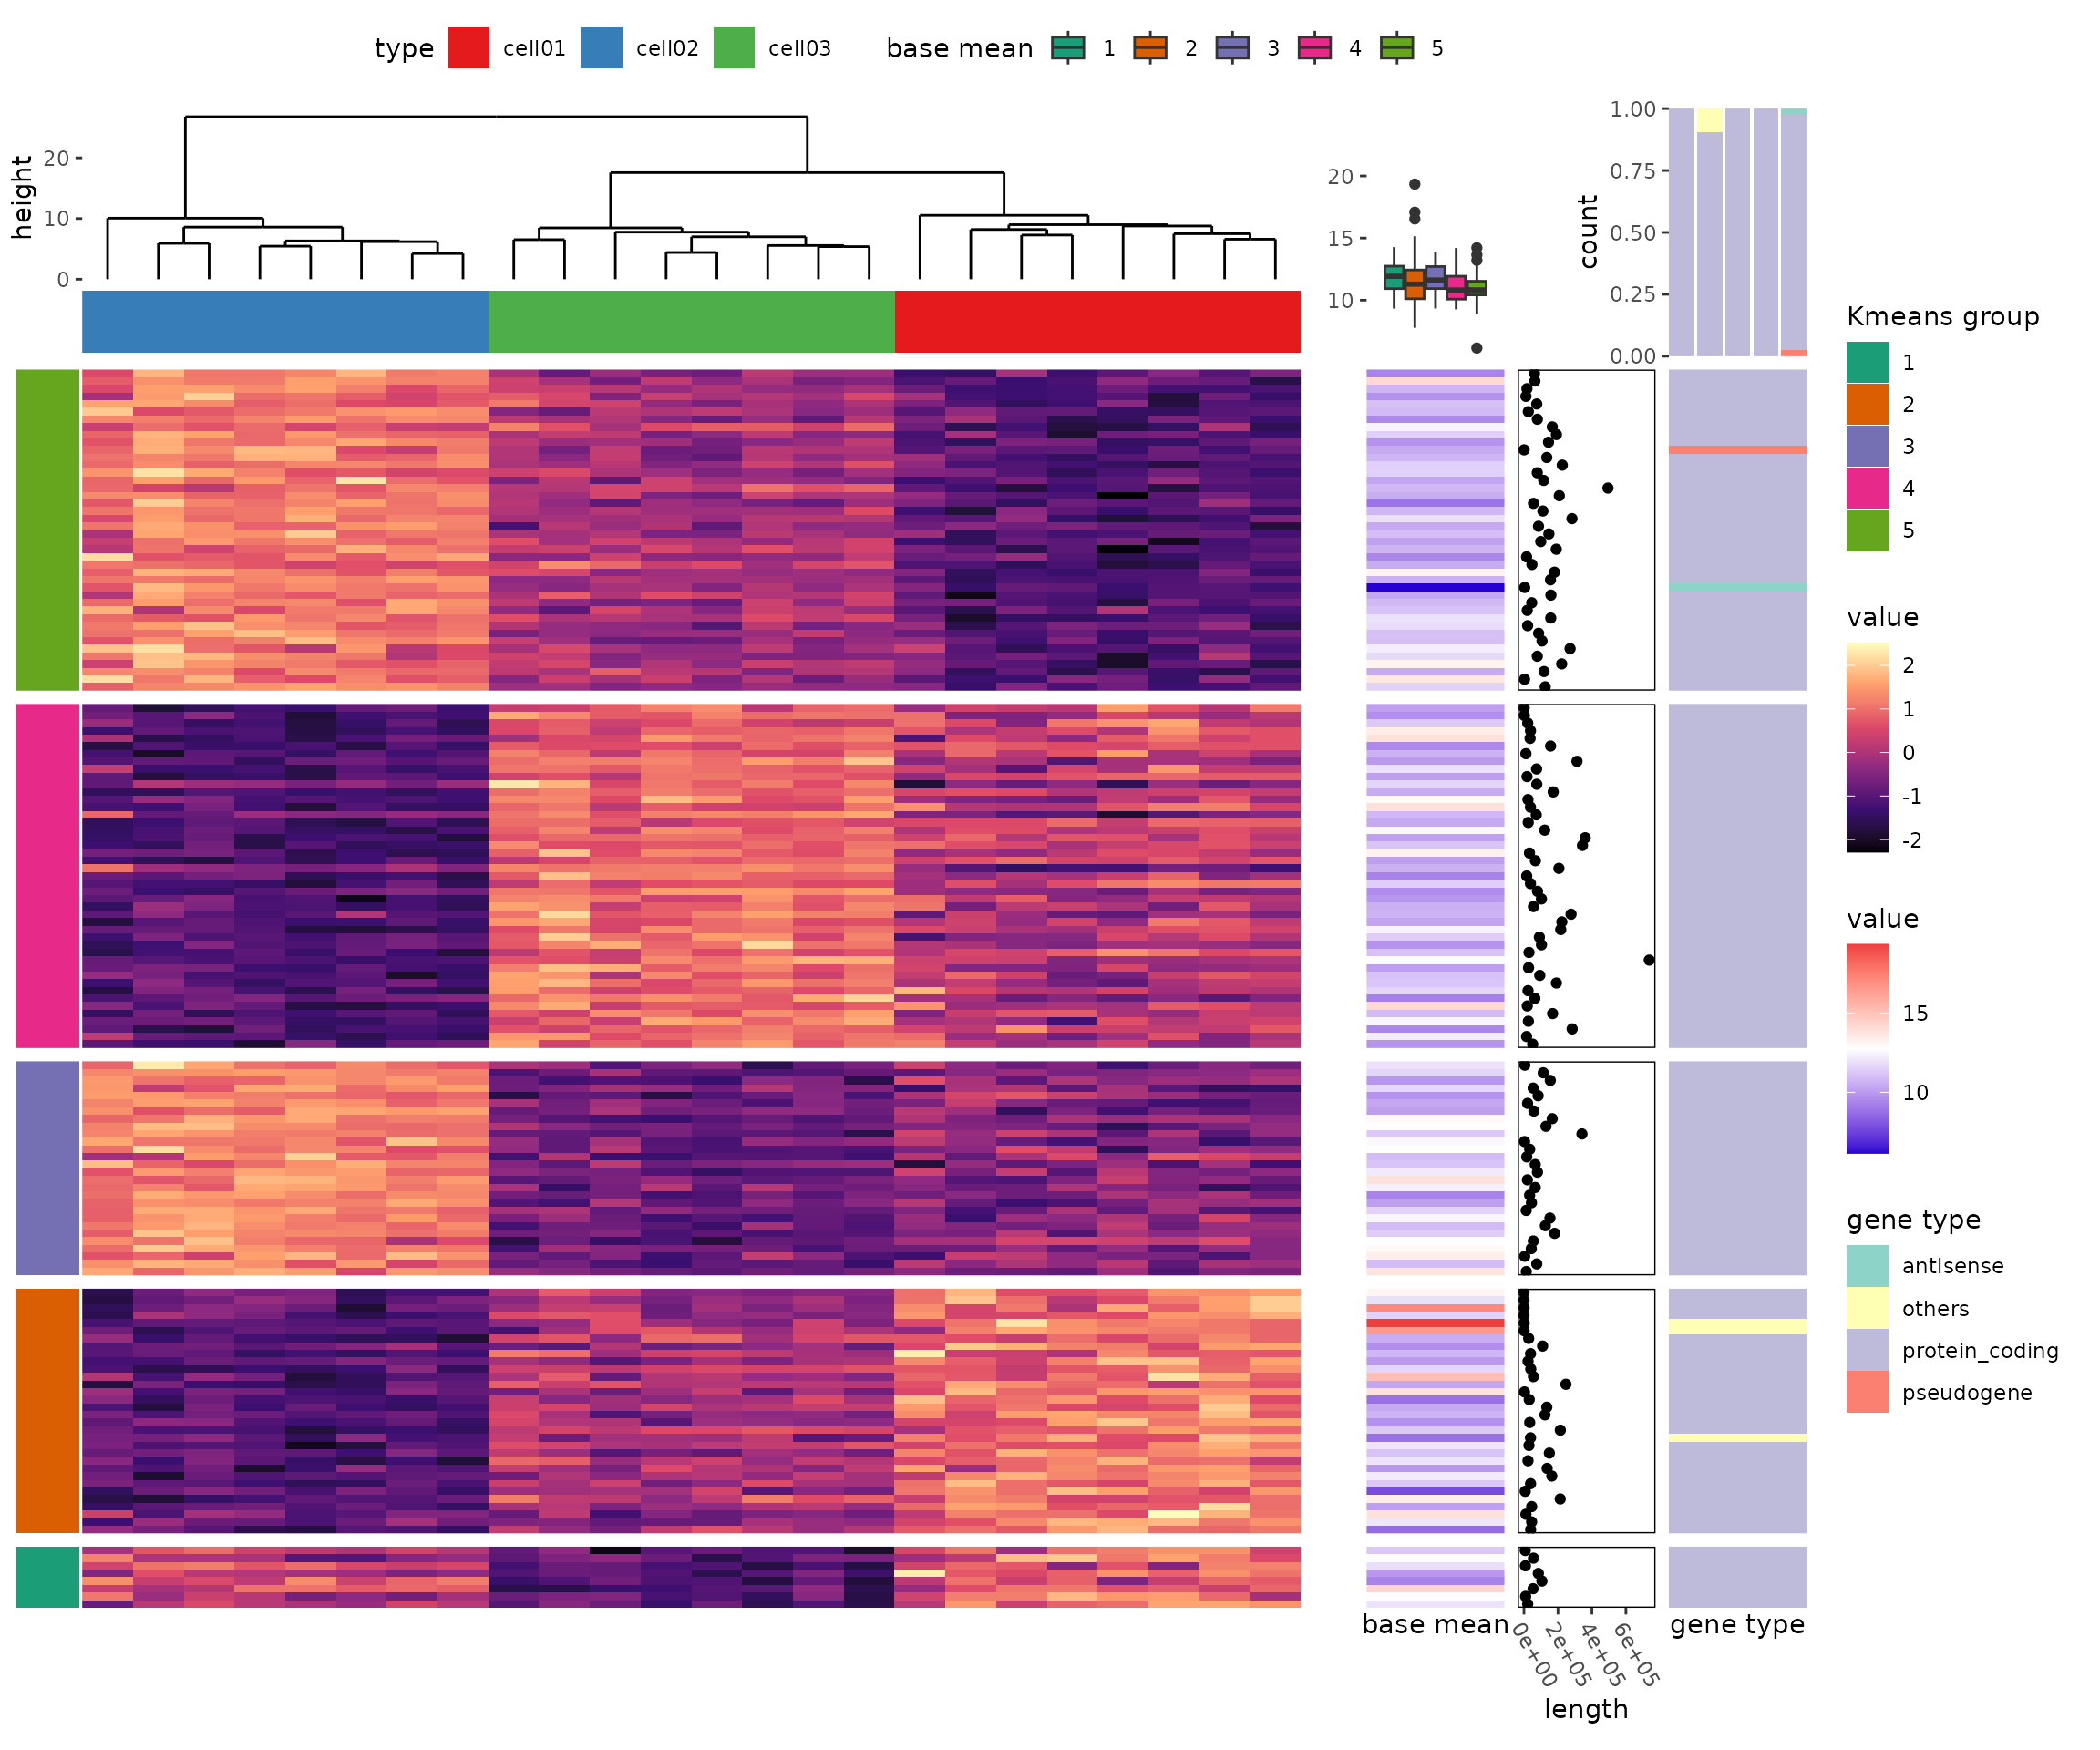 type cell01 cell02 cell03 base mean 1 2 3 4 5
height
20
10
0
20
15
10
count
1.00
0.75
0.50
0.25
0.00
Kmeans group
1
2
3
4
5
value
2
1
0
-1
-2
value
15
10
gene type
antisense
others
protein_coding
pseudogene
base mean
0e+00
2e+05
4e+05
6e+05
length
gene type